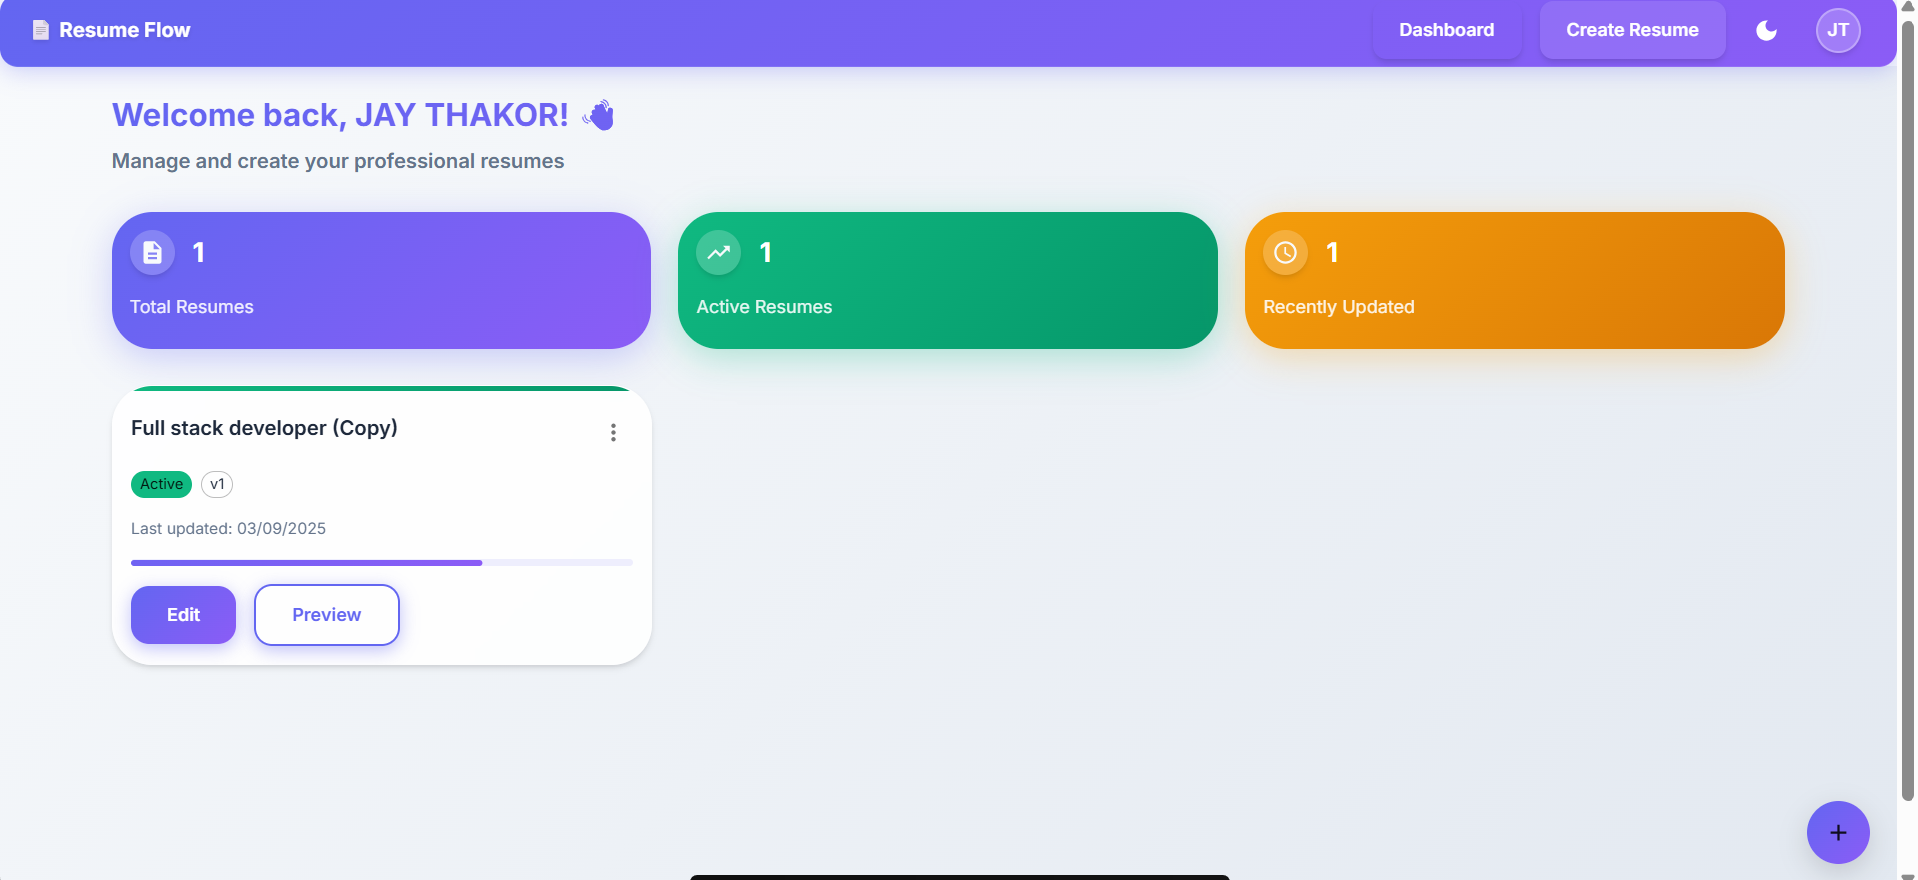 Resume Flow
Dashboard
Create Resume
JT
Welcome back, JAY THAKOR! 👋
Manage and create your professional resumes
1
Total Resumes
1
Active Resumes
1
Recently Updated
Full stack developer (Copy)
Active
v1
Last updated: 03/09/2025
Edit
Preview
+